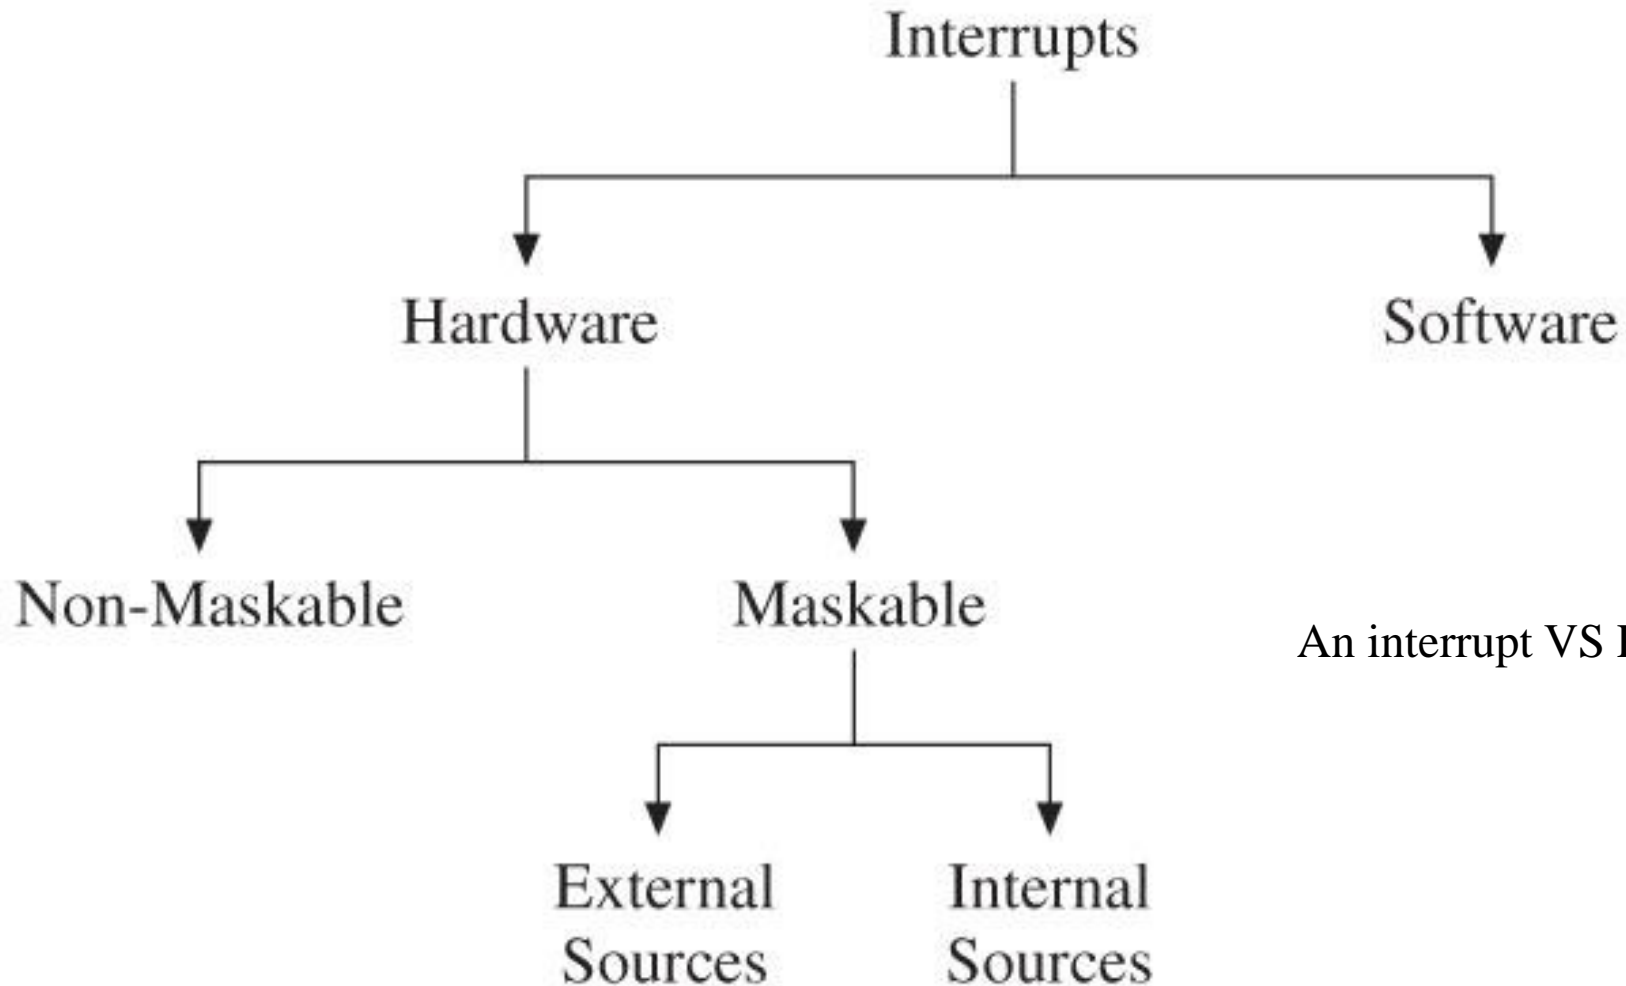 Interrupts
Hardware
Software
Non-Maskable
Maskable
An interrupt VS
External
Sources
Internal
Sources